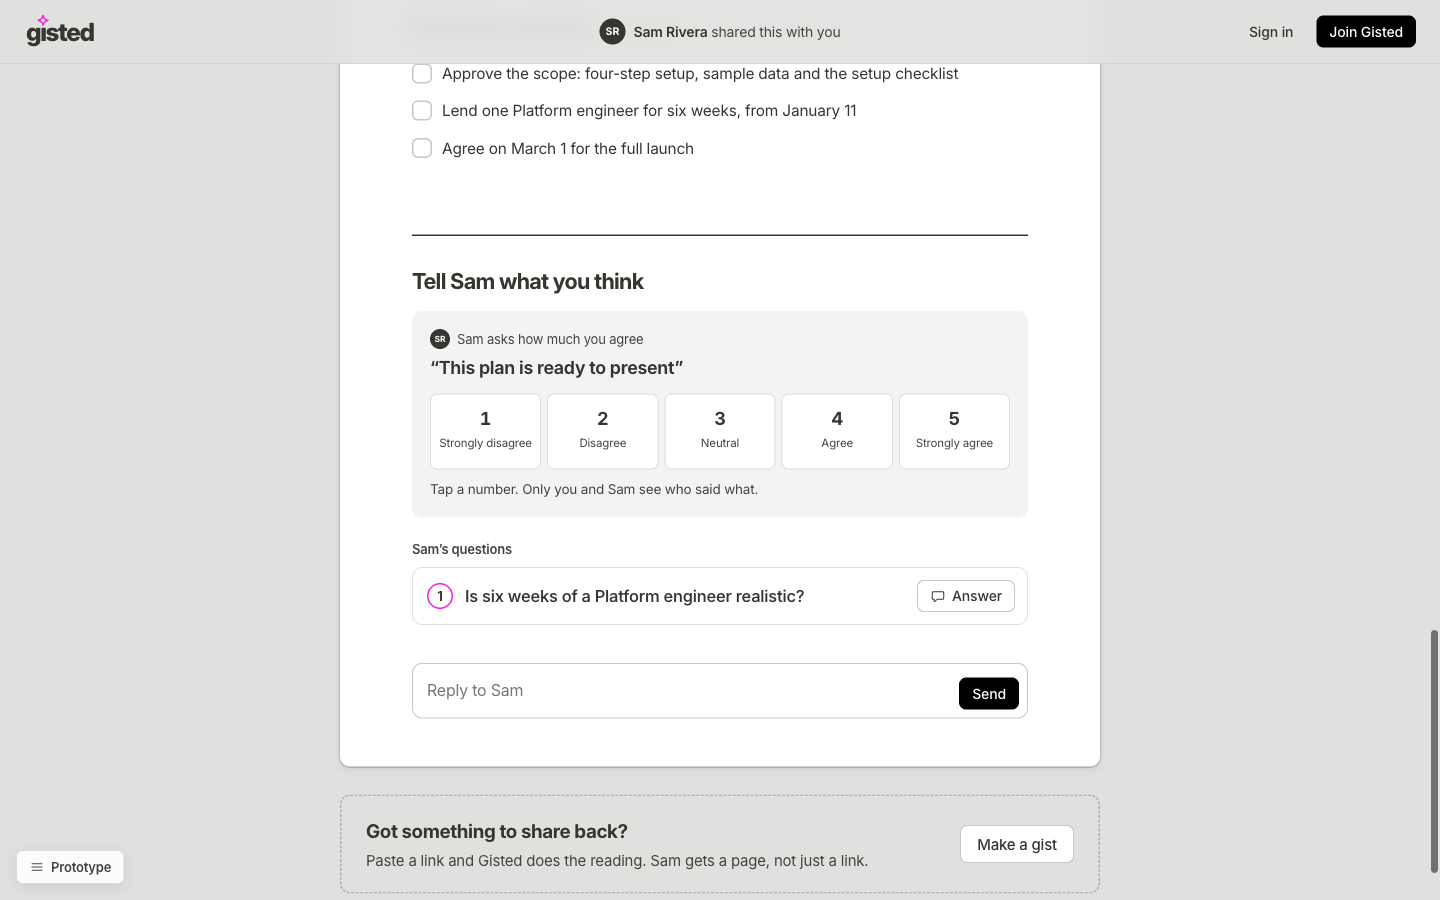 gisted
SR Sam Rivera shared this with you
Sign in
Join Gisted
Approve the scope: four-step setup, sample data and the setup checklist
Lend one Platform engineer for six weeks, from January 11
Agree on March 1 for the full launch
Tell Sam what you think
SR Sam asks how much you agree
“This plan is ready to present”
1
Strongly disagree
2
Disagree
3
Neutral
4
Agree
5
Strongly agree
Tap a number. Only you and Sam see who said what.
Sam’s questions
1 Is six weeks of a Platform engineer realistic?
Answer
Reply to Sam
Send
Got something to share back?
Paste a link and Gisted does the reading. Sam gets a page, not just a link.
Make a gist
Prototype